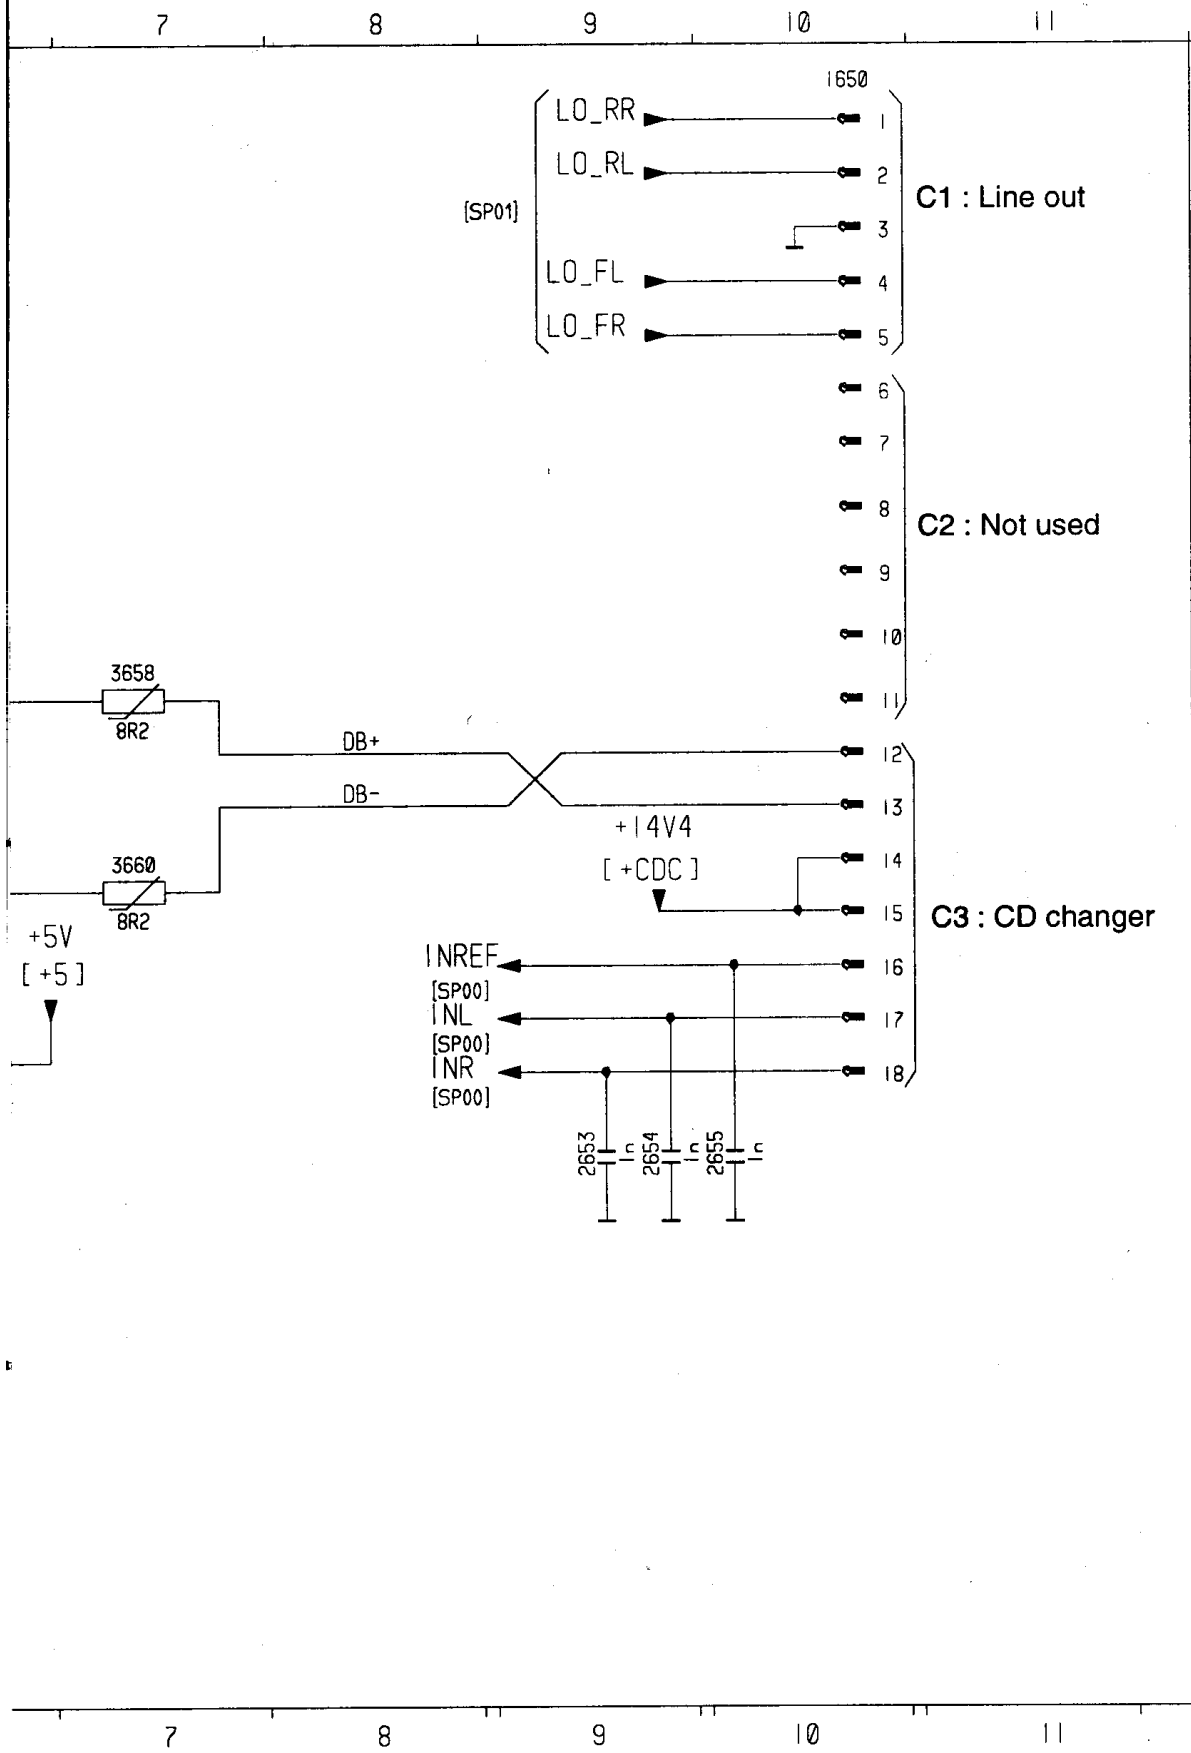 7 8 9 10 11
1650
LO_RR 1
LO_RL 2
C1 : Line out
[SP01]
3
LO_FL 4
LO_FR 5
6
7
8
C2 : Not used
9
10
3658
11
8R2
DB+ 12
DB- 13
+14V4
3660
[+CDC] 14
8R2
15
C3 : CD changer
+5V
[+5]
INREF 16
[SP00]
INL 17
[SP00]
INR 18
[SP00]
2653 1n 2654 1n 2655 1n
7 8 9 10 11